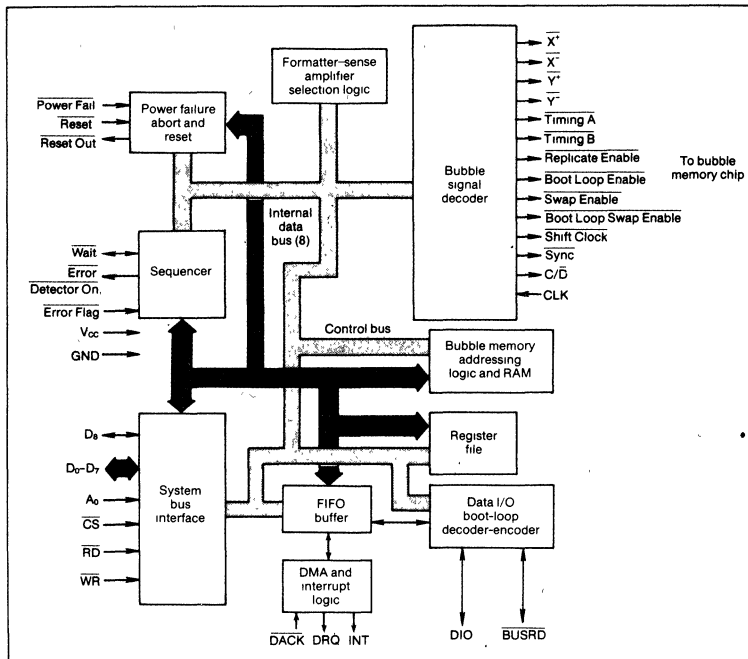 Formatter–sense
amplifier
selection logic
Power Fail
Reset
Reset Out
Power failure
abort and
reset
Bubble
signal
decoder
X+
X-
Y+
Y-
Timing A
Timing B
Replicate Enable
Boot Loop Enable
Swap Enable
Boot Loop Swap Enable
Shift Clock
Sync
C/D
CLK
To bubble
memory chip
Internal
data
bus (8)
Wait
Error
Detector On.
Error Flag
VCC
GND
Sequencer
Control bus
Bubble memory
addressing
logic and RAM
Register
file
D8
D0–D7
A0
CS
RD
WR
System
bus
interface
FIFO
buffer
Data I/O
boot-loop
decoder-encoder
DMA and
interrupt
logic
DACK DRQ INT
DIO
BUSRD